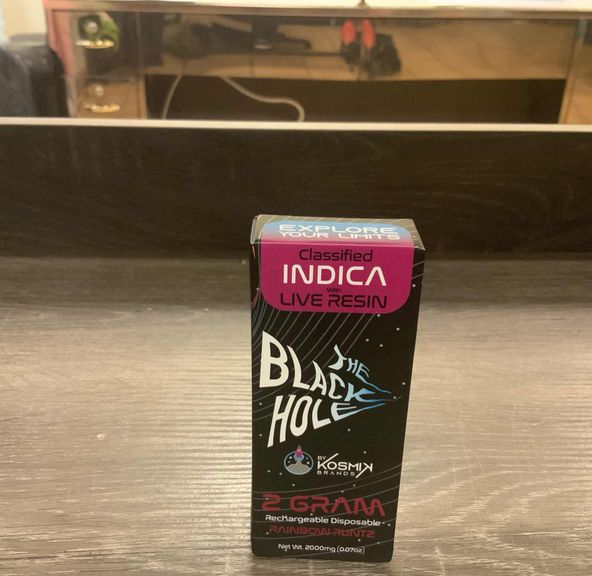 EXPLORE
YOUR LIMITS
Classified
INDICA
with
LIVE RESIN
THE
BLACK
HOLE
BY
KOSMIK
BRANDS
2 GRAM
Rechargeable Disposable
RAINBOW RUNTZ
Net Wt. 2000mg (0.07oz)